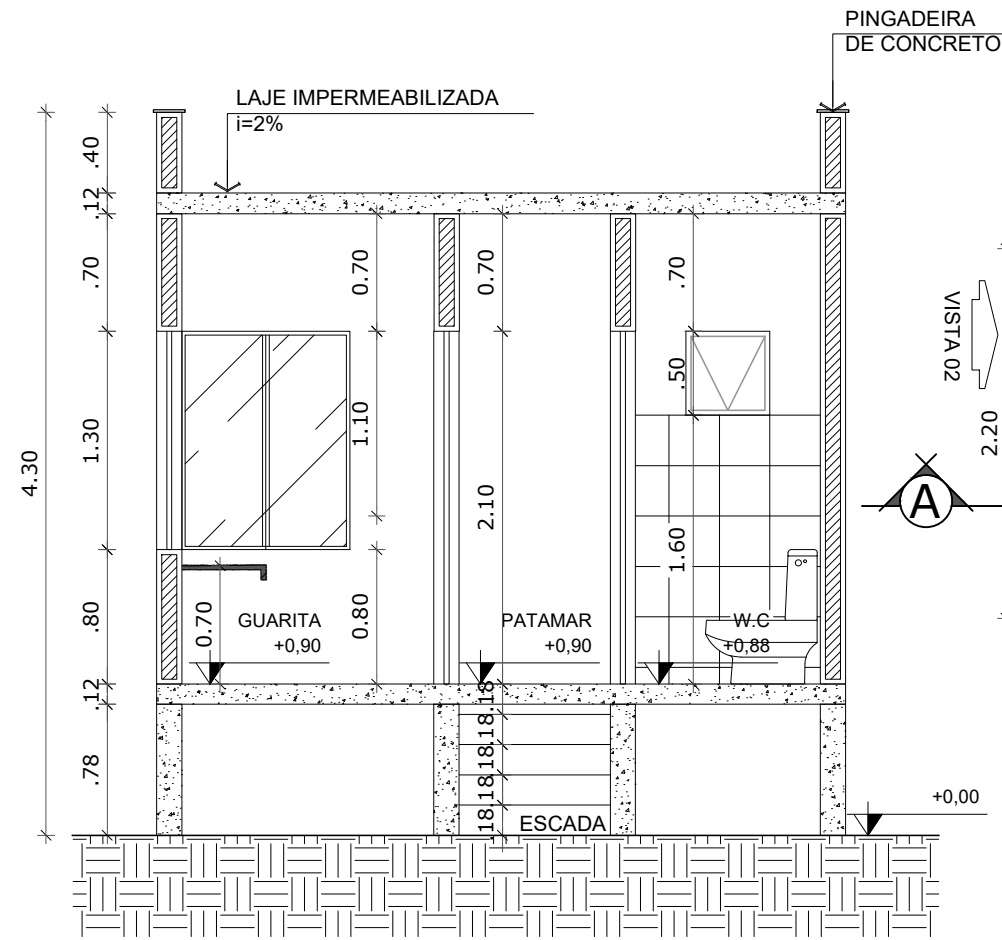 PINGADEIRA
DE CONCRETO
LAJE IMPERMEABILIZADA
i=2%
.40
.12
.70
0.70
0.70
.70
VISTA 02
.50
1.30
1.10
2.20
4.30
2.10
A
1.60
.80
0.70
0.80
GUARITA
+0,90
PATAMAR
+0,90
W.C
+0,88
.12
.78
.18
.18
.18
.18
.18
ESCADA
+0,00